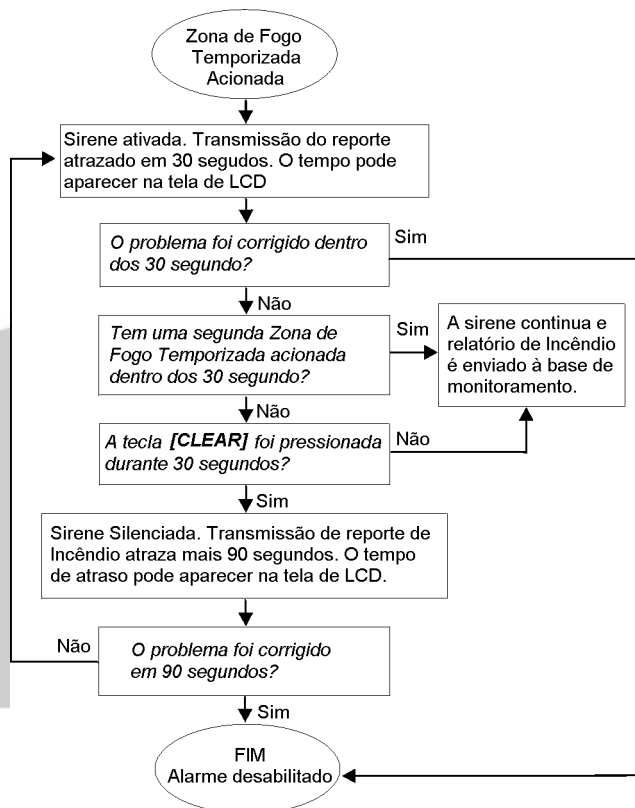 Zona de Fogo
Temporizada
Acionada
Sirene ativada. Transmissão do reporte
atrazado em 30 segudos. O tempo pode
aparecer na tela de LCD
O problema foi corrigido dentro
dos 30 segundo?
Sim
Não
Tem uma segunda Zona de
Fogo Temporizada acionada
dentro dos 30 segundo?
Sim
A sirene continua e
relatório de Incêndio
é enviado à base de
monitoramento.
Não
A tecla [CLEAR] foi pressionada
durante 30 segundos?
Não
Sim
Sirene Silenciada. Transmissão de reporte de
Incêndio atraza mais 90 segundos. O tempo
de atraso pode aparecer na tela de LCD.
Não
O problema foi corrigido
em 90 segundos?
Sim
FIM
Alarme desabilitado